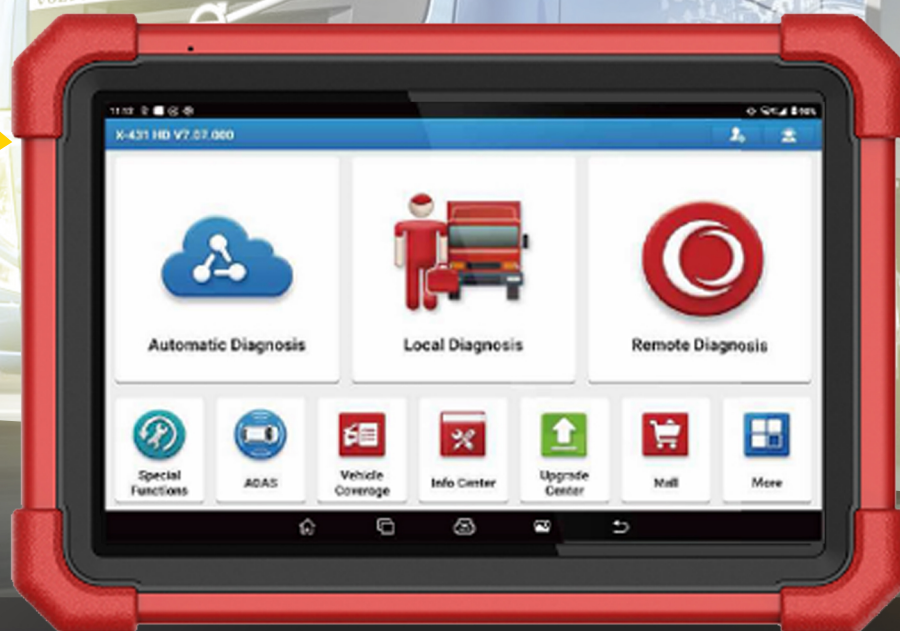 X-431 HD V7.07.000
Automatic Diagnosis
Local Diagnosis
Remote Diagnosis
Special
Functions
ADAS
Vehicle
Coverage
Info Center
Upgrade
Center
Mall
More